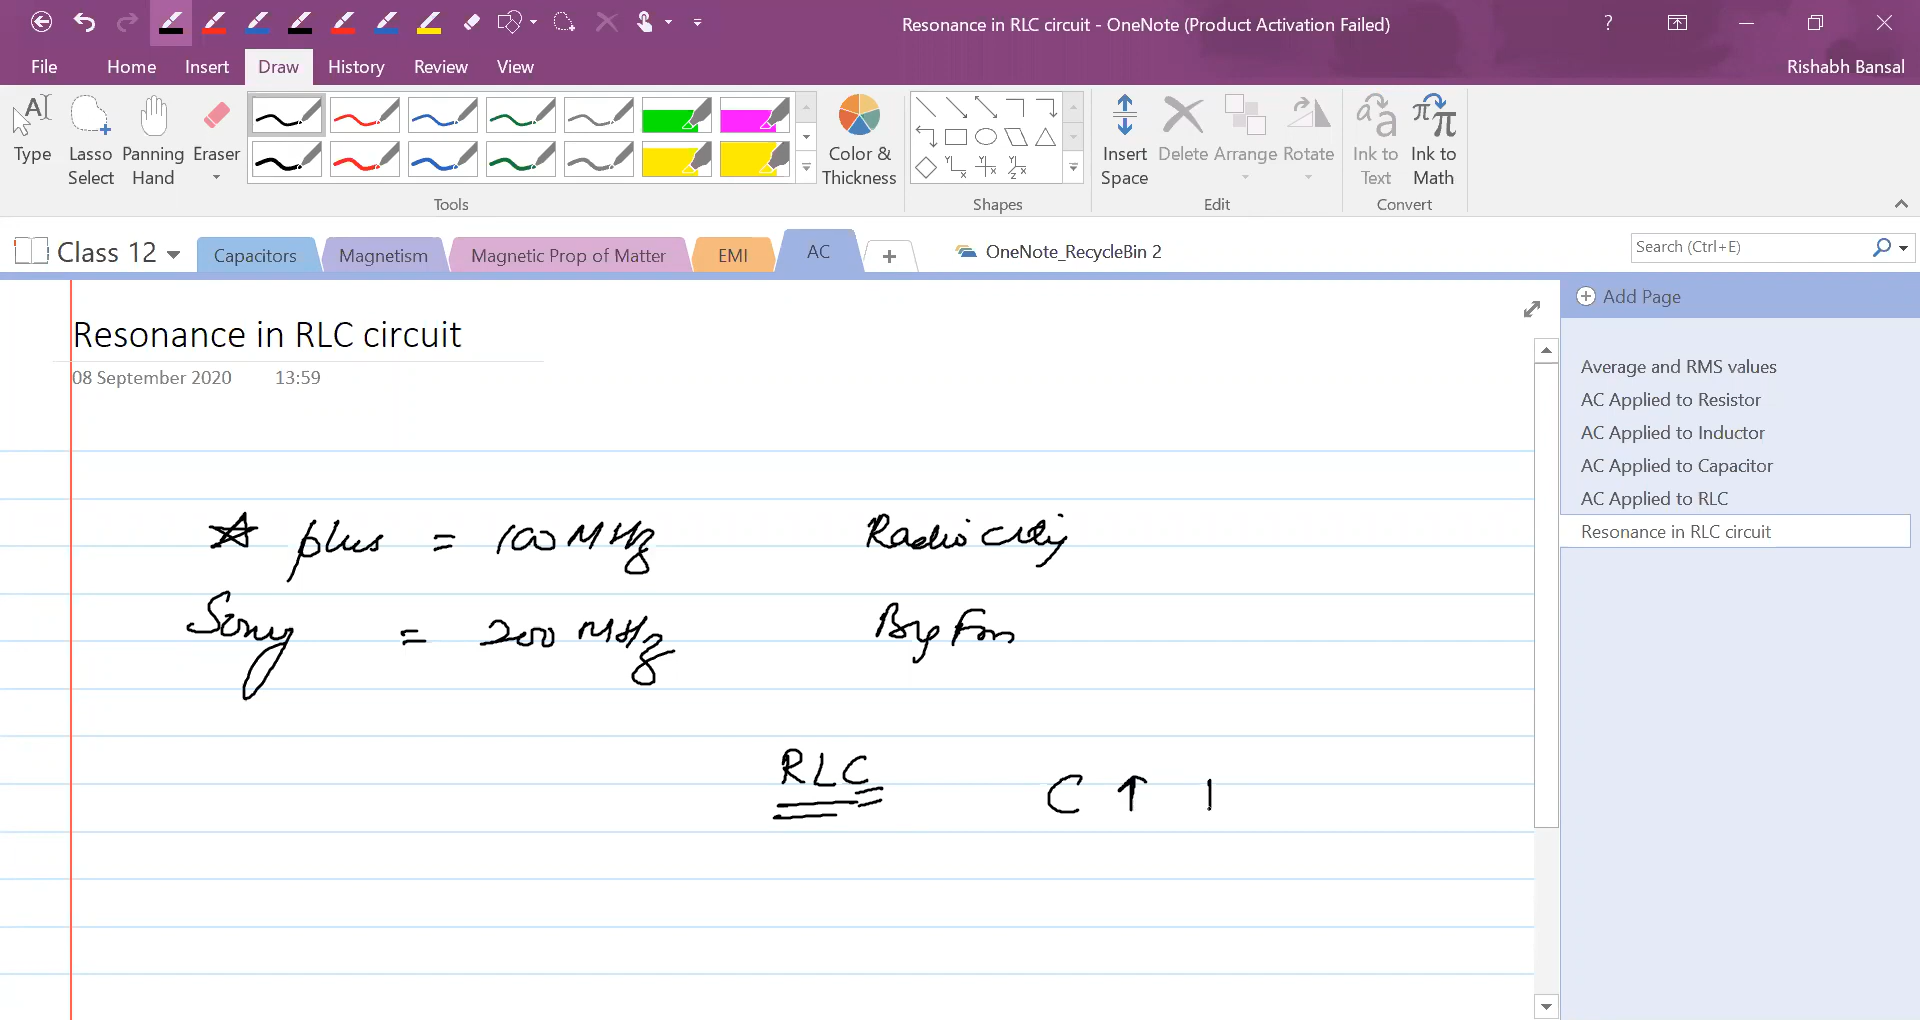 Resonance in RLC circuit - OneNote (Product Activation Failed)
?
File Home Insert Draw History Review View
Rishabh Bansal
Type
Lasso Select
Panning Hand
Eraser
Color & Thickness
Insert Space
Delete
Arrange
Rotate
Ink to Text
Ink to Math
Tools Shapes Edit Convert
Class 12 Capacitors Magnetism Magnetic Prop of Matter EMI AC + OneNote_RecycleBin 2
Search (Ctrl+E)
Add Page
Resonance in RLC circuit
08 September 2020 13:59
Average and RMS values
AC Applied to Resistor
AC Applied to Inductor
AC Applied to Capacitor
AC Applied to RLC
Resonance in RLC circuit
☆ plus = 100 MHz Radio city
Sony = 200 MHz Big Fm
RLC C ↑